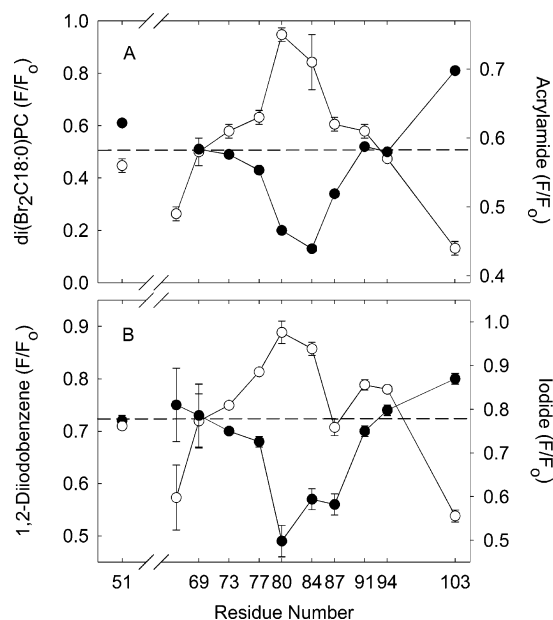 A
di(Br2C18:0)PC (F/Fo)
1.0
0.8
0.6
0.4
0.2
0.0
Acrylamide (F/Fo)
0.7
0.6
0.5
0.4
B
1,2-Diiodobenzene (F/Fo)
0.9
0.8
0.7
0.6
0.5
Iodide (F/Fo)
1.0
0.9
0.8
0.7
0.6
0.5
51 69 73 77 80 84 87 91 94 103
Residue Number